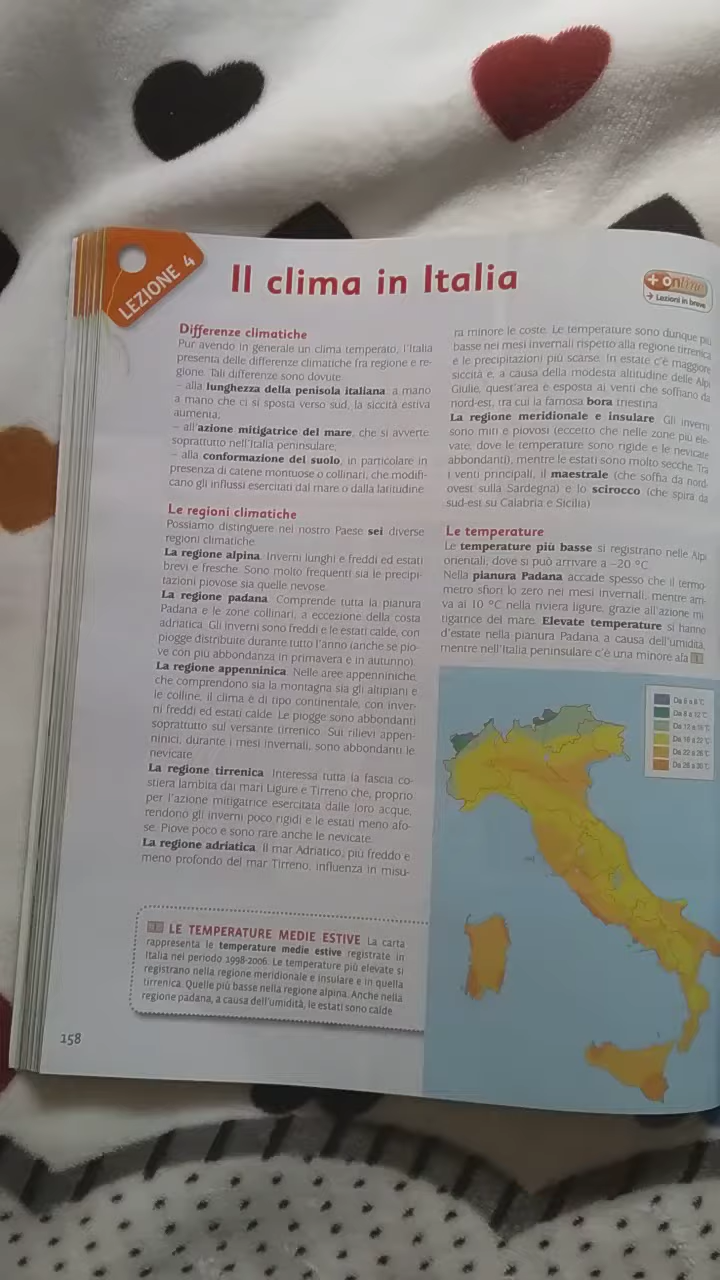 LEZIONE 4
Il clima in Italia
+ online
→ Lezioni in breve
Differenze climatiche
Pur avendo in generale un clima temperato, l'Italia
presenta delle differenze climatiche fra regione e re-
gione. Tali differenze sono dovute:
– alla lunghezza della penisola italiana: a mano
a mano che ci si sposta verso sud, la siccità estiva
aumenta;
– all'azione mitigatrice del mare, che si avverte
soprattutto nell'Italia peninsulare;
– alla conformazione del suolo, in particolare in
presenza di catene montuose o collinari, che modifi-
cano gli influssi esercitati dal mare o dalla latitudine.
Le regioni climatiche
Possiamo distinguere nel nostro Paese sei diverse
regioni climatiche.
La regione alpina. Inverni lunghi e freddi ed estati
brevi e fresche. Sono molto frequenti sia le precipi-
tazioni piovose sia quelle nevose.
La regione padana. Comprende tutta la pianura
Padana e le zone collinari, a eccezione della costa
adriatica. Gli inverni sono freddi e le estati calde, con
piogge distribuite durante tutto l'anno (anche se pio-
ve con più abbondanza in primavera e in autunno).
La regione appenninica. Nelle aree appenniniche,
che comprendono sia la montagna sia gli altipiani e
le colline, il clima è di tipo continentale, con inver-
ni freddi ed estati calde. Le piogge sono abbondanti
soprattutto sul versante tirrenico. Sui rilievi appen-
ninici, durante i mesi invernali, sono abbondanti le
nevicate.
La regione tirrenica. Interessa tutta la fascia co-
stiera lambita dai mari Ligure e Tirreno che, proprio
per l'azione mitigatrice esercitata dalle loro acque,
rendono gli inverni poco rigidi e le estati meno afo-
se. Piove poco e sono rare anche le nevicate.
La regione adriatica. Il mar Adriatico, più freddo e
meno profondo del mar Tirreno, influenza in misu-
ra minore le coste. Le temperature sono dunque più
basse nei mesi invernali rispetto alla regione tirrenica
e le precipitazioni più scarse. In estate c'è maggiore
siccità e, a causa della modesta altitudine delle Alpi
Giulie, quest'area è esposta ai venti che soffiano da
nord-est, tra cui la famosa bora triestina.
La regione meridionale e insulare. Gli inverni
sono miti e piovosi (eccetto che nelle zone più ele-
vate, dove le temperature sono rigide e le nevicate
abbondanti), mentre le estati sono molto secche. Tra
i venti principali, il maestrale (che soffia da nord-
ovest sulla Sardegna) e lo scirocco (che spira da
sud-est su Calabria e Sicilia).
Le temperature
Le temperature più basse si registrano nelle Alpi
orientali, dove si può arrivare a –20 °C.
Nella pianura Padana accade spesso che il termo-
metro sfiori lo zero nei mesi invernali, mentre arri-
va ai 10 °C nella riviera ligure, grazie all'azione mi-
tigatrice del mare. Elevate temperature si hanno
d'estate nella pianura Padana a causa dell'umidità,
mentre nell'Italia peninsulare c'è una minore afa
Da 6 a 8 °C
Da 8 a 12 °C
Da 12 a 18 °C
Da 18 a 22 °C
Da 22 a 26 °C
Da 26 a 30 °C
LE TEMPERATURE MEDIE ESTIVE La carta
rappresenta le temperature medie estive registrate in
Italia nel periodo 1998-2006. Le temperature più elevate si
registrano nella regione meridionale e insulare e in quella
tirrenica. Quelle più basse nella regione alpina. Anche nella
regione padana, a causa dell'umidità, le estati sono calde.
158